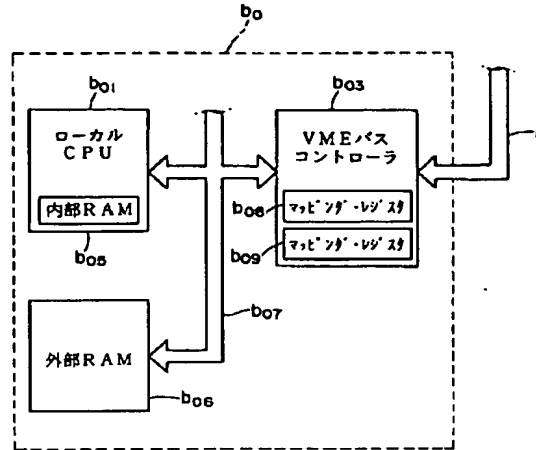 b0
b01
b03
ローカル
CPU
内部RAM
b05
VMEバス
コントローラ
b08
マッピング・レジスタ
b09
マッピング・レジスタ
b07
外部RAM
b06